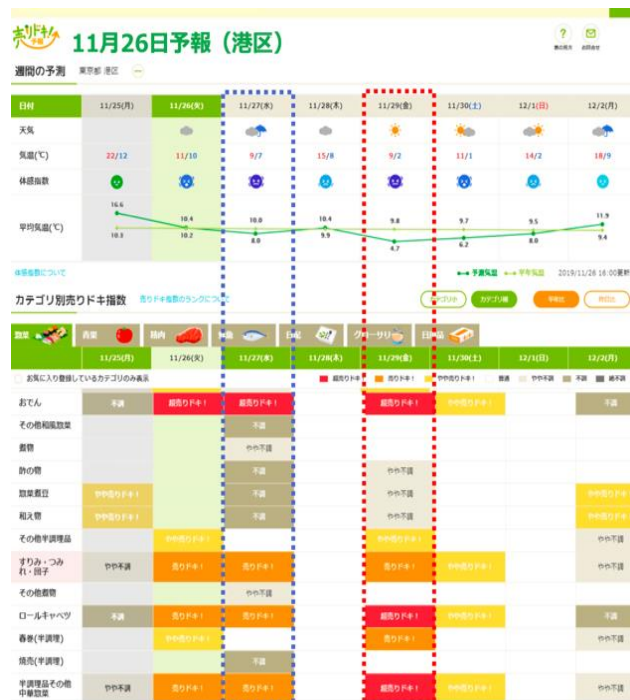 売りドキ!
予報
11月26日予報（港区）
週間の予測 東京都 港区
日付 11/25(月) 11/26(火) 11/27(水) 11/28(木) 11/29(金) 11/30(土) 12/1(日) 12/2(月)
天気
気温(℃) 22/12 11/10 9/7 15/8 9/2 11/1 14/2 18/9
体感指数
平均気温(℃)
16.6 10.4 10.0 10.4 9.8 9.7 9.5 11.9
10.3 10.2 8.0 9.9 4.7 6.2 8.0 9.4
体感指数について
予測気温 平年気温 2019/11/26 16:00更新
カテゴリ別売りドキ指数 売りドキ指数のランクについて
惣菜 青果 精肉
11/25(月) 11/26(火) 11/27(水) 11/28(木) 11/29(金) 11/30(土) 12/1(日) 12/2(月)
お気に入り登録しているカテゴリのみ表示 超売りドキ! 売りドキ! やや売りドキ! 普通 やや不調 不調 絶不調
おでん 不調 超売りドキ! 超売りドキ! 超売りドキ! やや売りドキ! 不調
その他和風惣菜 不調
煮物 やや不調
酢の物 不調 やや不調
惣菜煮豆 やや売りドキ! 不調 やや不調 やや売りドキ!
和え物 やや売りドキ! 不調 やや不調 やや売りドキ!
その他半調理品 やや売りドキ! やや売りドキ! やや不調
すりみ・つみ
れ・団子 やや不調 売りドキ! 売りドキ! 売りドキ! やや売りドキ! やや不調
その他煮物 やや不調
ロールキャベツ 不調 売りドキ! 売りドキ! 超売りドキ! やや売りドキ! 不調
春巻(半調理) やや売りドキ! 売りドキ! やや不調
焼売(半調理) 不調
半調理品その他
中華惣菜 やや不調 売りドキ! 売りドキ! 超売りドキ! やや売りドキ! やや不調